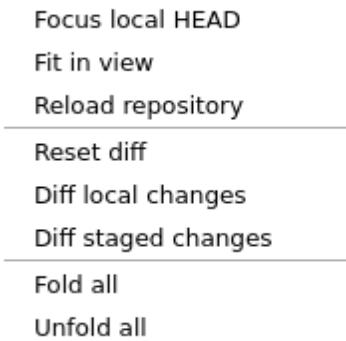 Focus local HEAD
Fit in view
Reload repository
Reset diff
Diff local changes
Diff staged changes
Fold all
Unfold all